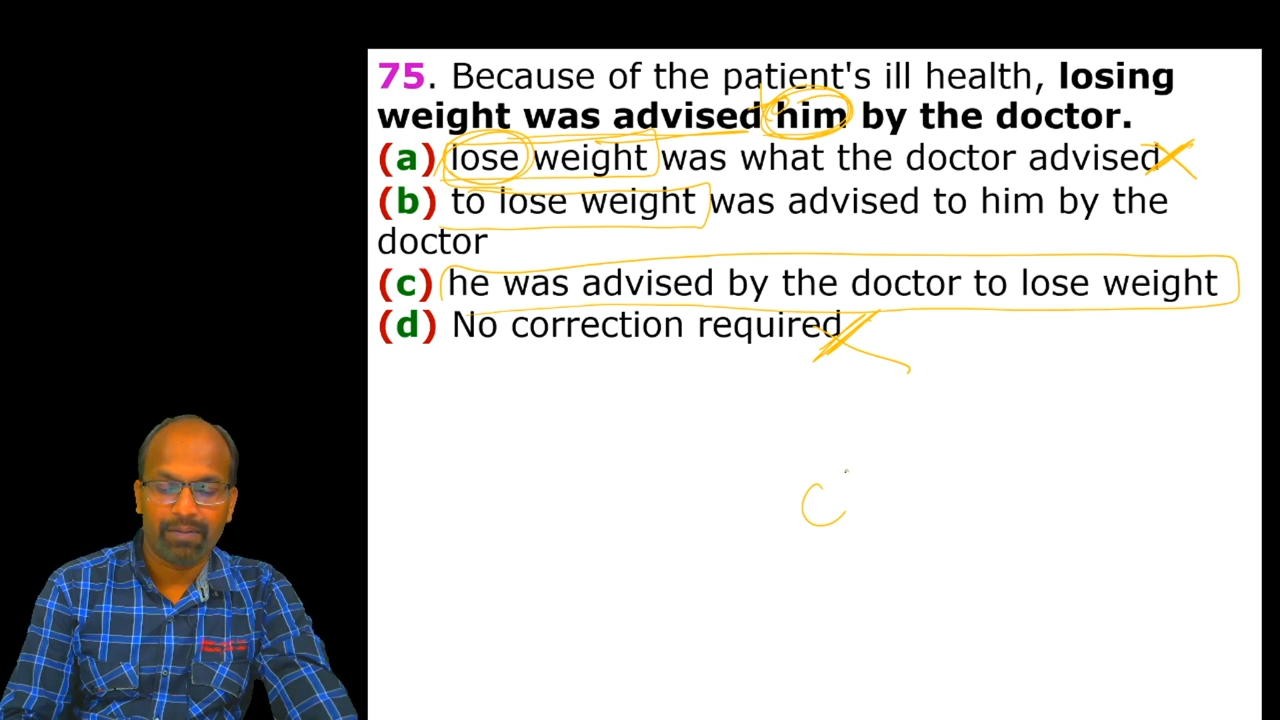 75. Because of the patient's ill health, losing
weight was advised him by the doctor.
(a) lose weight was what the doctor advised
(b) to lose weight was advised to him by the
doctor
(c) he was advised by the doctor to lose weight
(d) No correction required
C